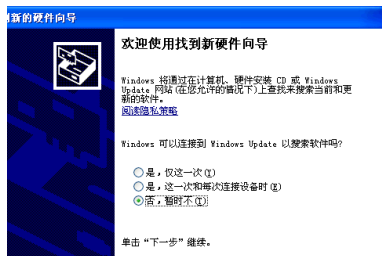 到新的硬件向导
欢迎使用找到新硬件向导
Windows 将通过在计算机、硬件安装 CD 或 Windows
Update 网站(在您允许的情况下)上查找来搜索当前和更
新的软件。
阅读隐私策略
Windows 可以连接到 Windows Update 以搜索软件吗?
是，仅这一次(Y)
是，这一次和每次连接设备时(E)
否，暂时不(T)
单击“下一步”继续。